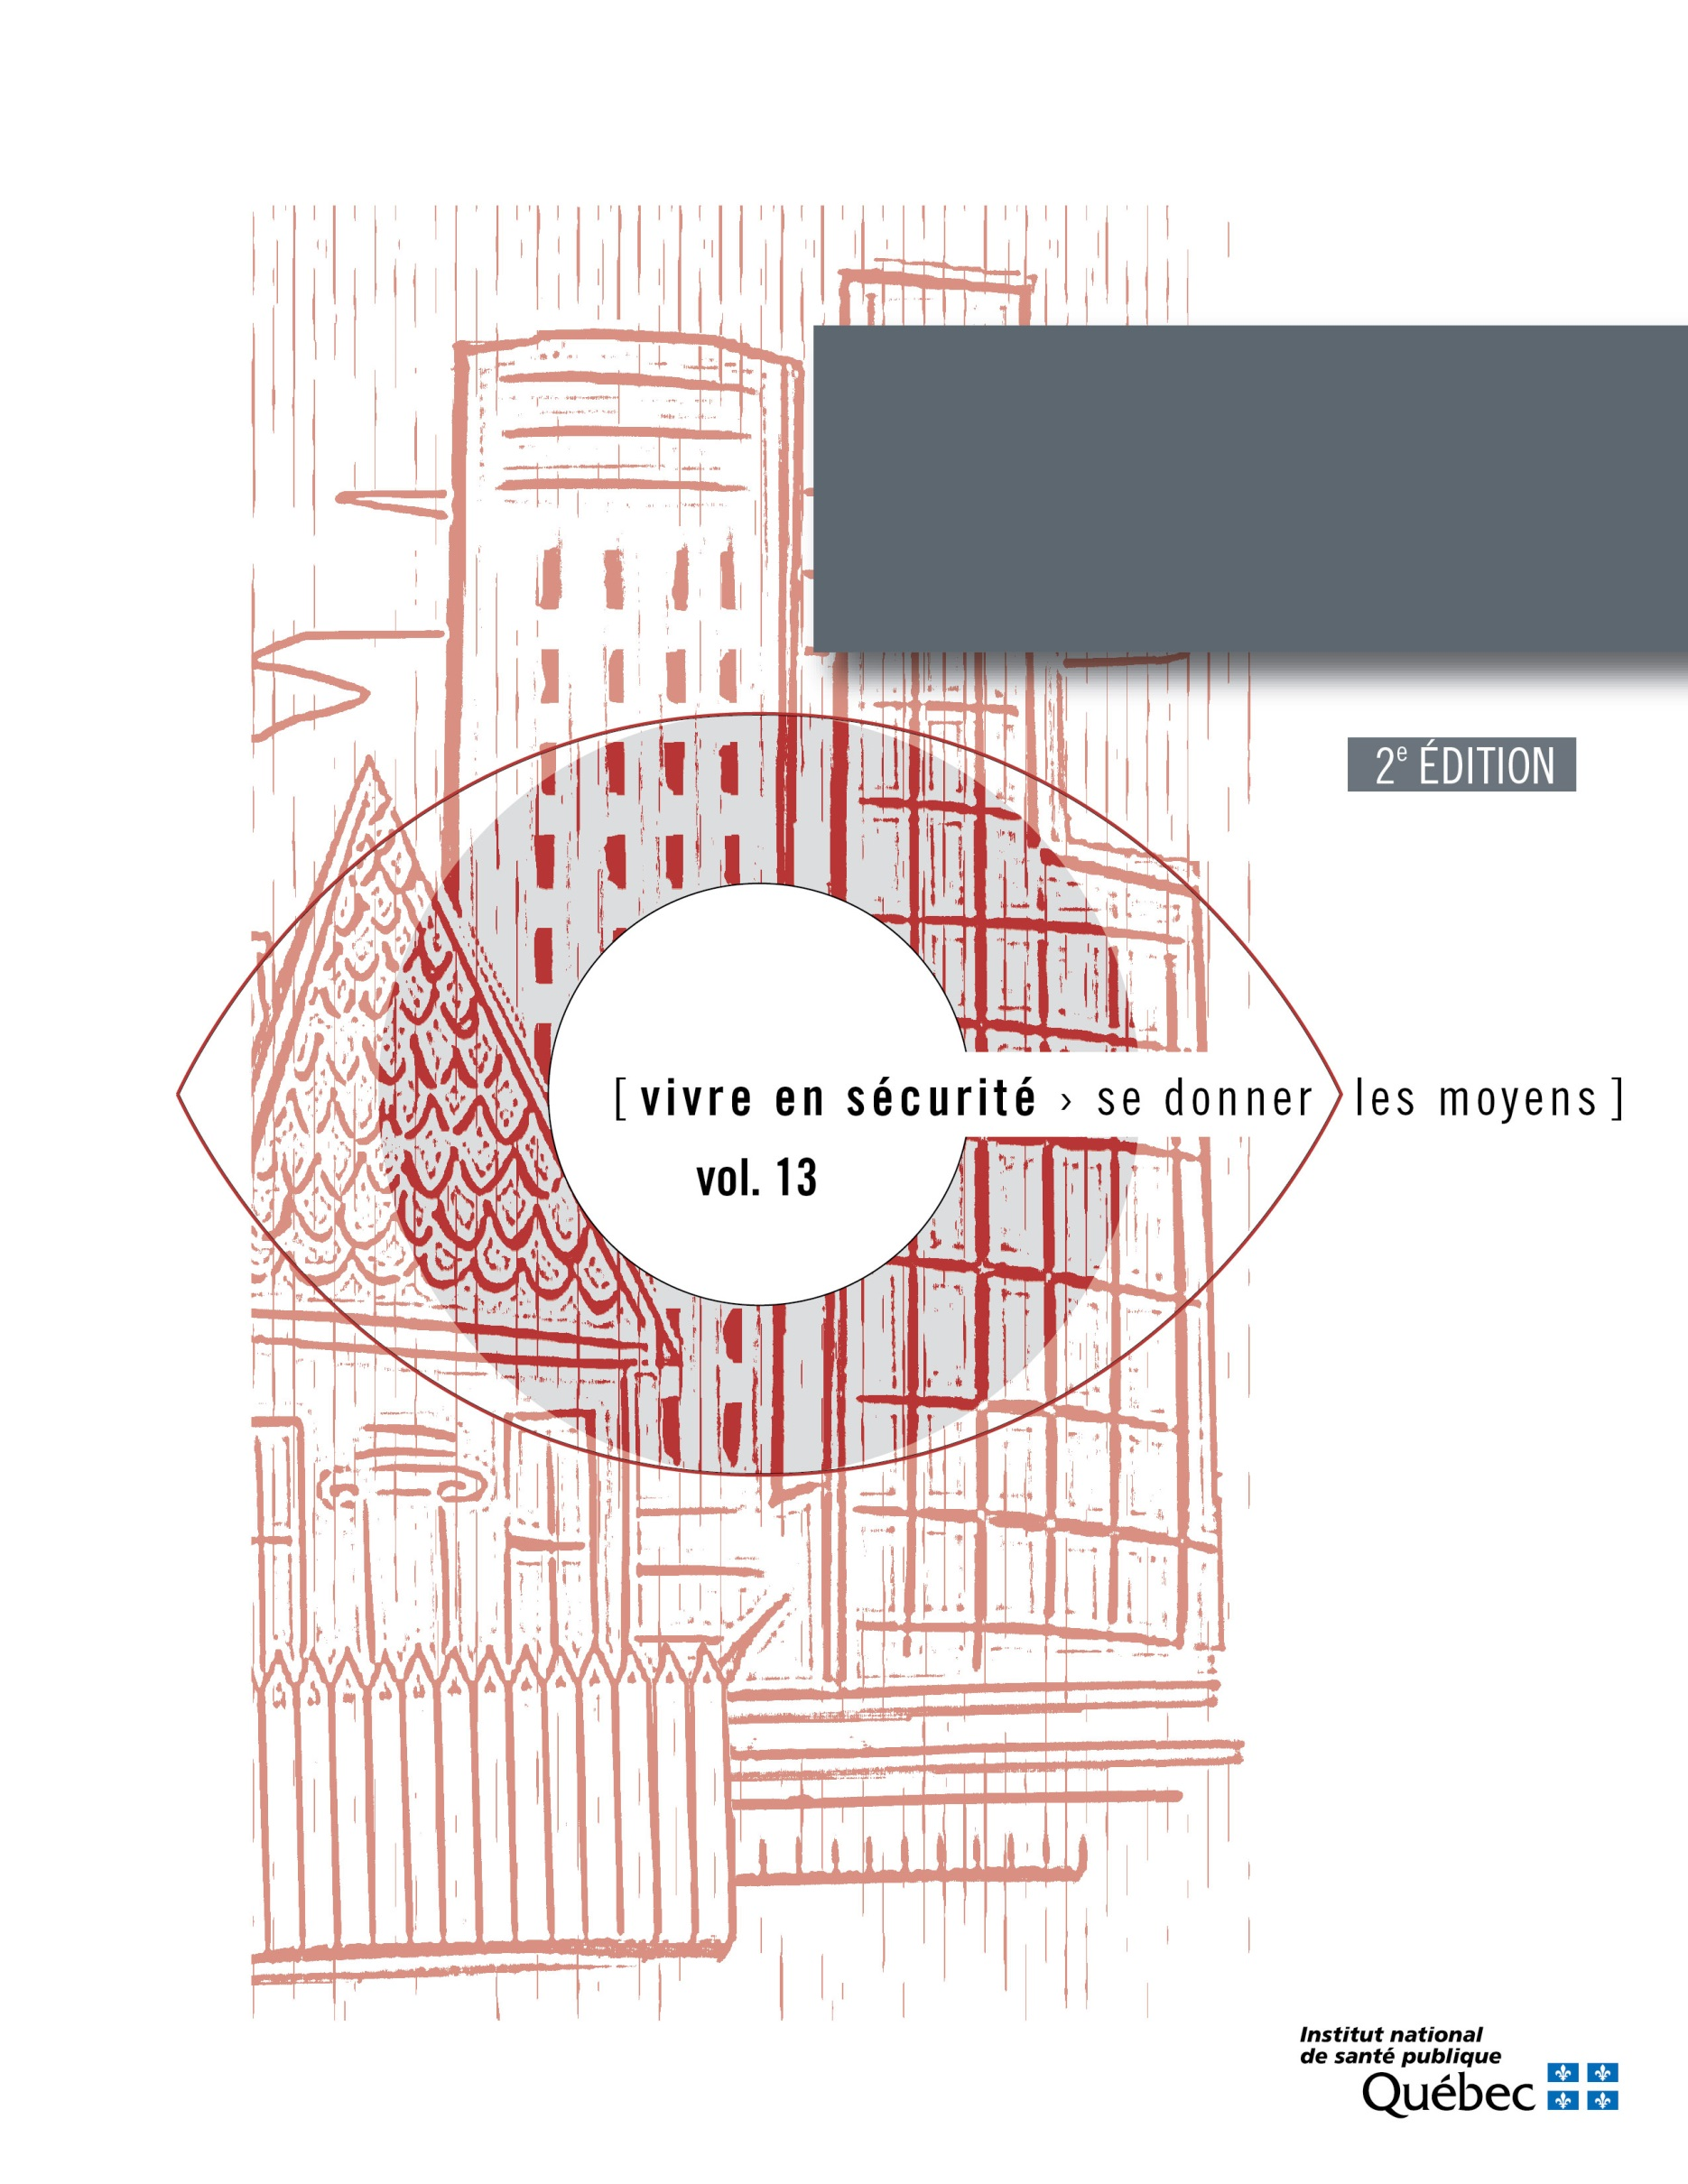 2e ÉDITION
[ vivre en sécurité › se donner les moyens ]
vol. 13
Institut national
de santé publique
Québec